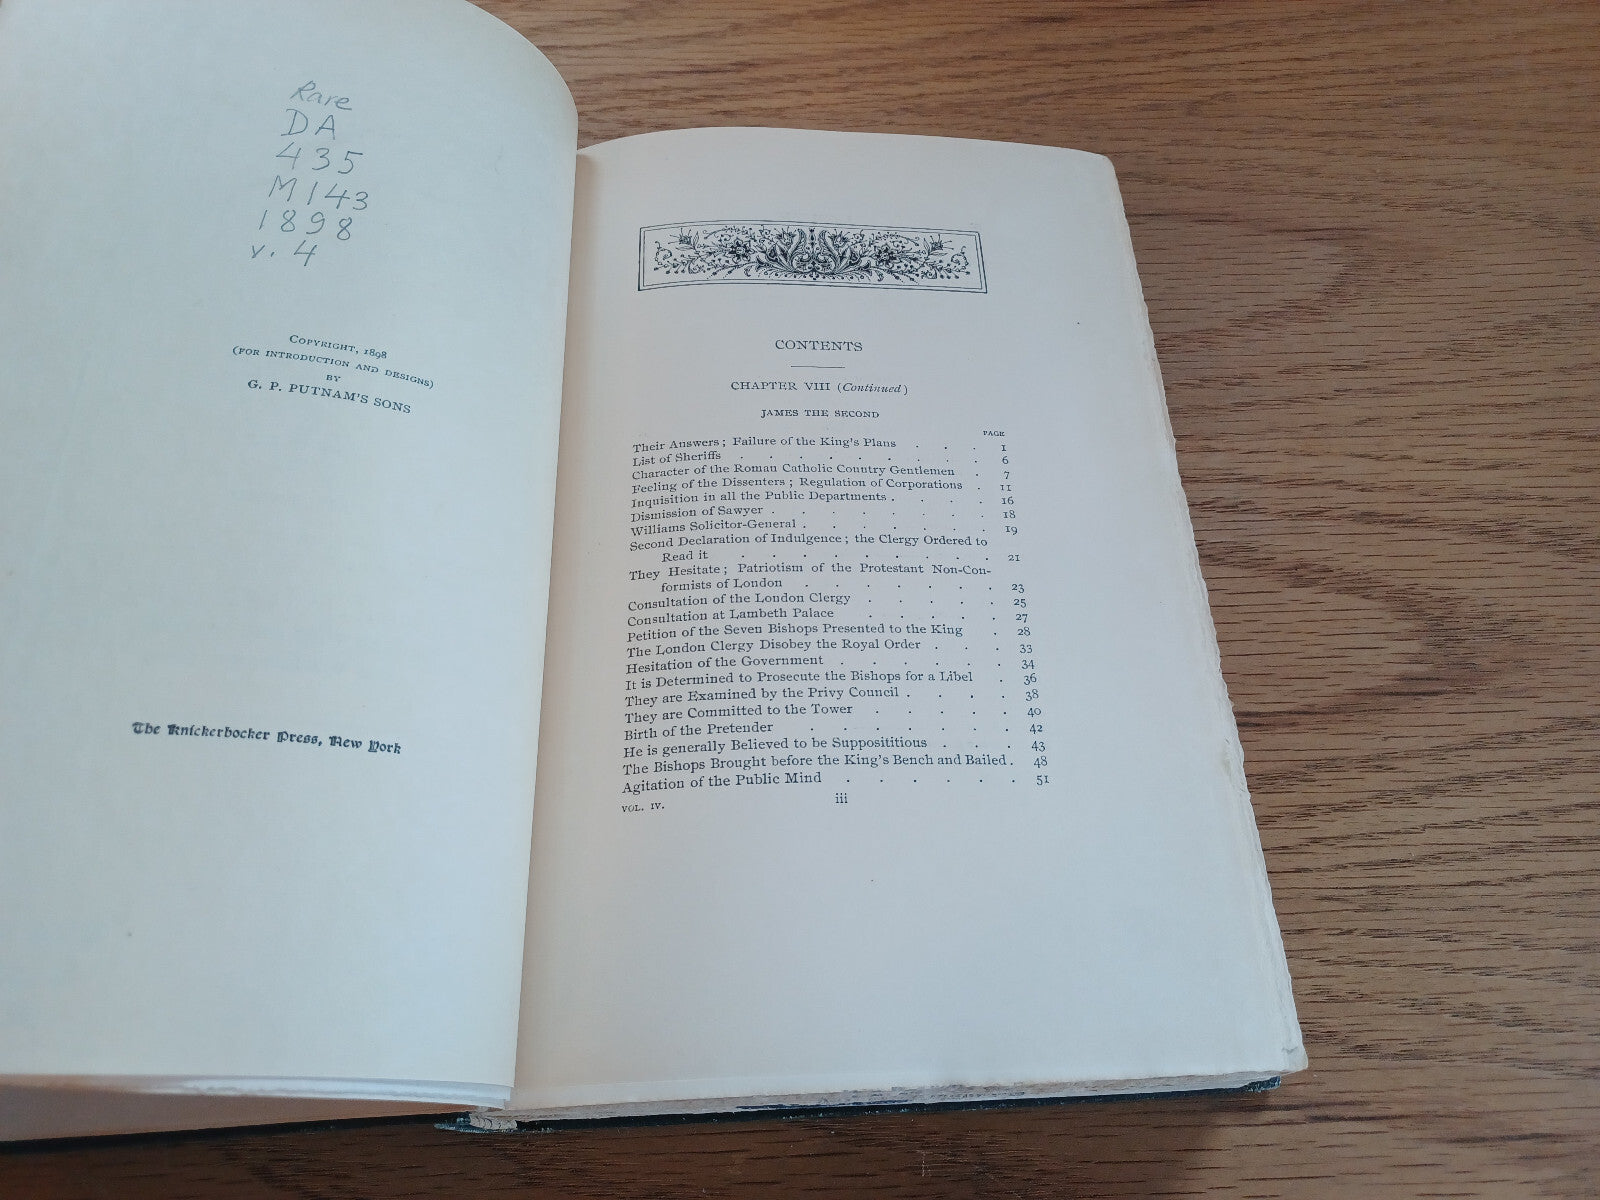 Rare
DA
435
M143
1898
v. 4
COPYRIGHT, 1898
(FOR INTRODUCTION AND DESIGNS)
BY
G. P. PUTNAM'S SONS
The Knickerbocker Press, New York
CONTENTS
CHAPTER VIII (Continued)
JAMES THE SECOND
PAGE
Their Answers; Failure of the King's Plans . . . 1
List of Sheriffs . . . . . . . . 6
Character of the Roman Catholic Country Gentlemen . 7
Feeling of the Dissenters; Regulation of Corporations . 11
Inquisition in all the Public Departments . . . . 16
Dismission of Sawyer . . . . . . . . 18
Williams Solicitor-General . . . . . . . 19
Second Declaration of Indulgence; the Clergy Ordered to
Read it . . . . . . . . . 21
They Hesitate; Patriotism of the Protestant Non-Con-
formists of London . . . . . . . 23
Consultation of the London Clergy . . . . . 25
Consultation at Lambeth Palace . . . . . 27
Petition of the Seven Bishops Presented to the King . 28
The London Clergy Disobey the Royal Order . . . 33
Hesitation of the Government . . . . . . 34
It is Determined to Prosecute the Bishops for a Libel . 36
They are Examined by the Privy Council . . . . 38
They are Committed to the Tower . . . . . 40
Birth of the Pretender . . . . . . . 42
He is generally Believed to be Supposititious . . . 43
The Bishops Brought before the King's Bench and Bailed . 48
Agitation of the Public Mind . . . . . . 51
VOL. IV.
iii